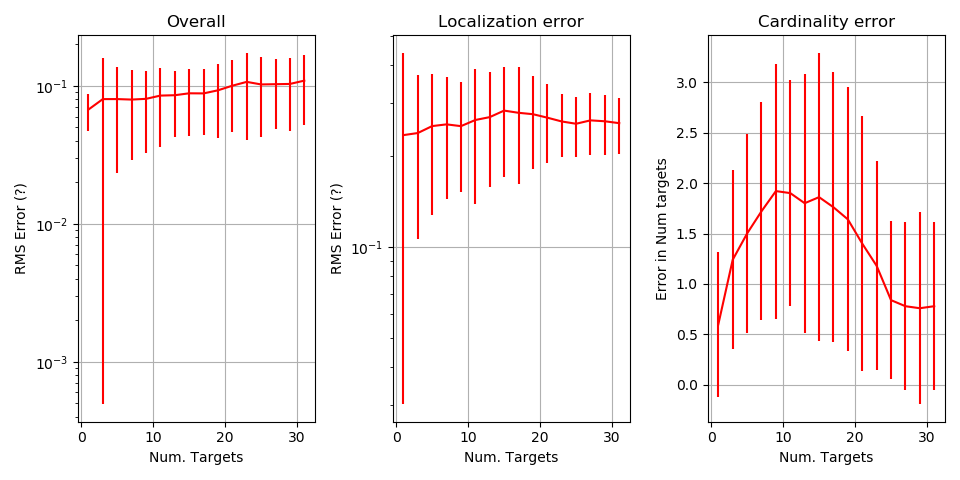 Overall
RMS Error (?)
10⁻¹
10⁻²
10⁻³
0 10 20 30
Num. Targets
Localization error
RMS Error (?)
10⁻¹
0 10 20 30
Num. Targets
Cardinality error
Error in Num targets
3.0
2.5
2.0
1.5
1.0
0.5
0.0
0 10 20 30
Num. Targets